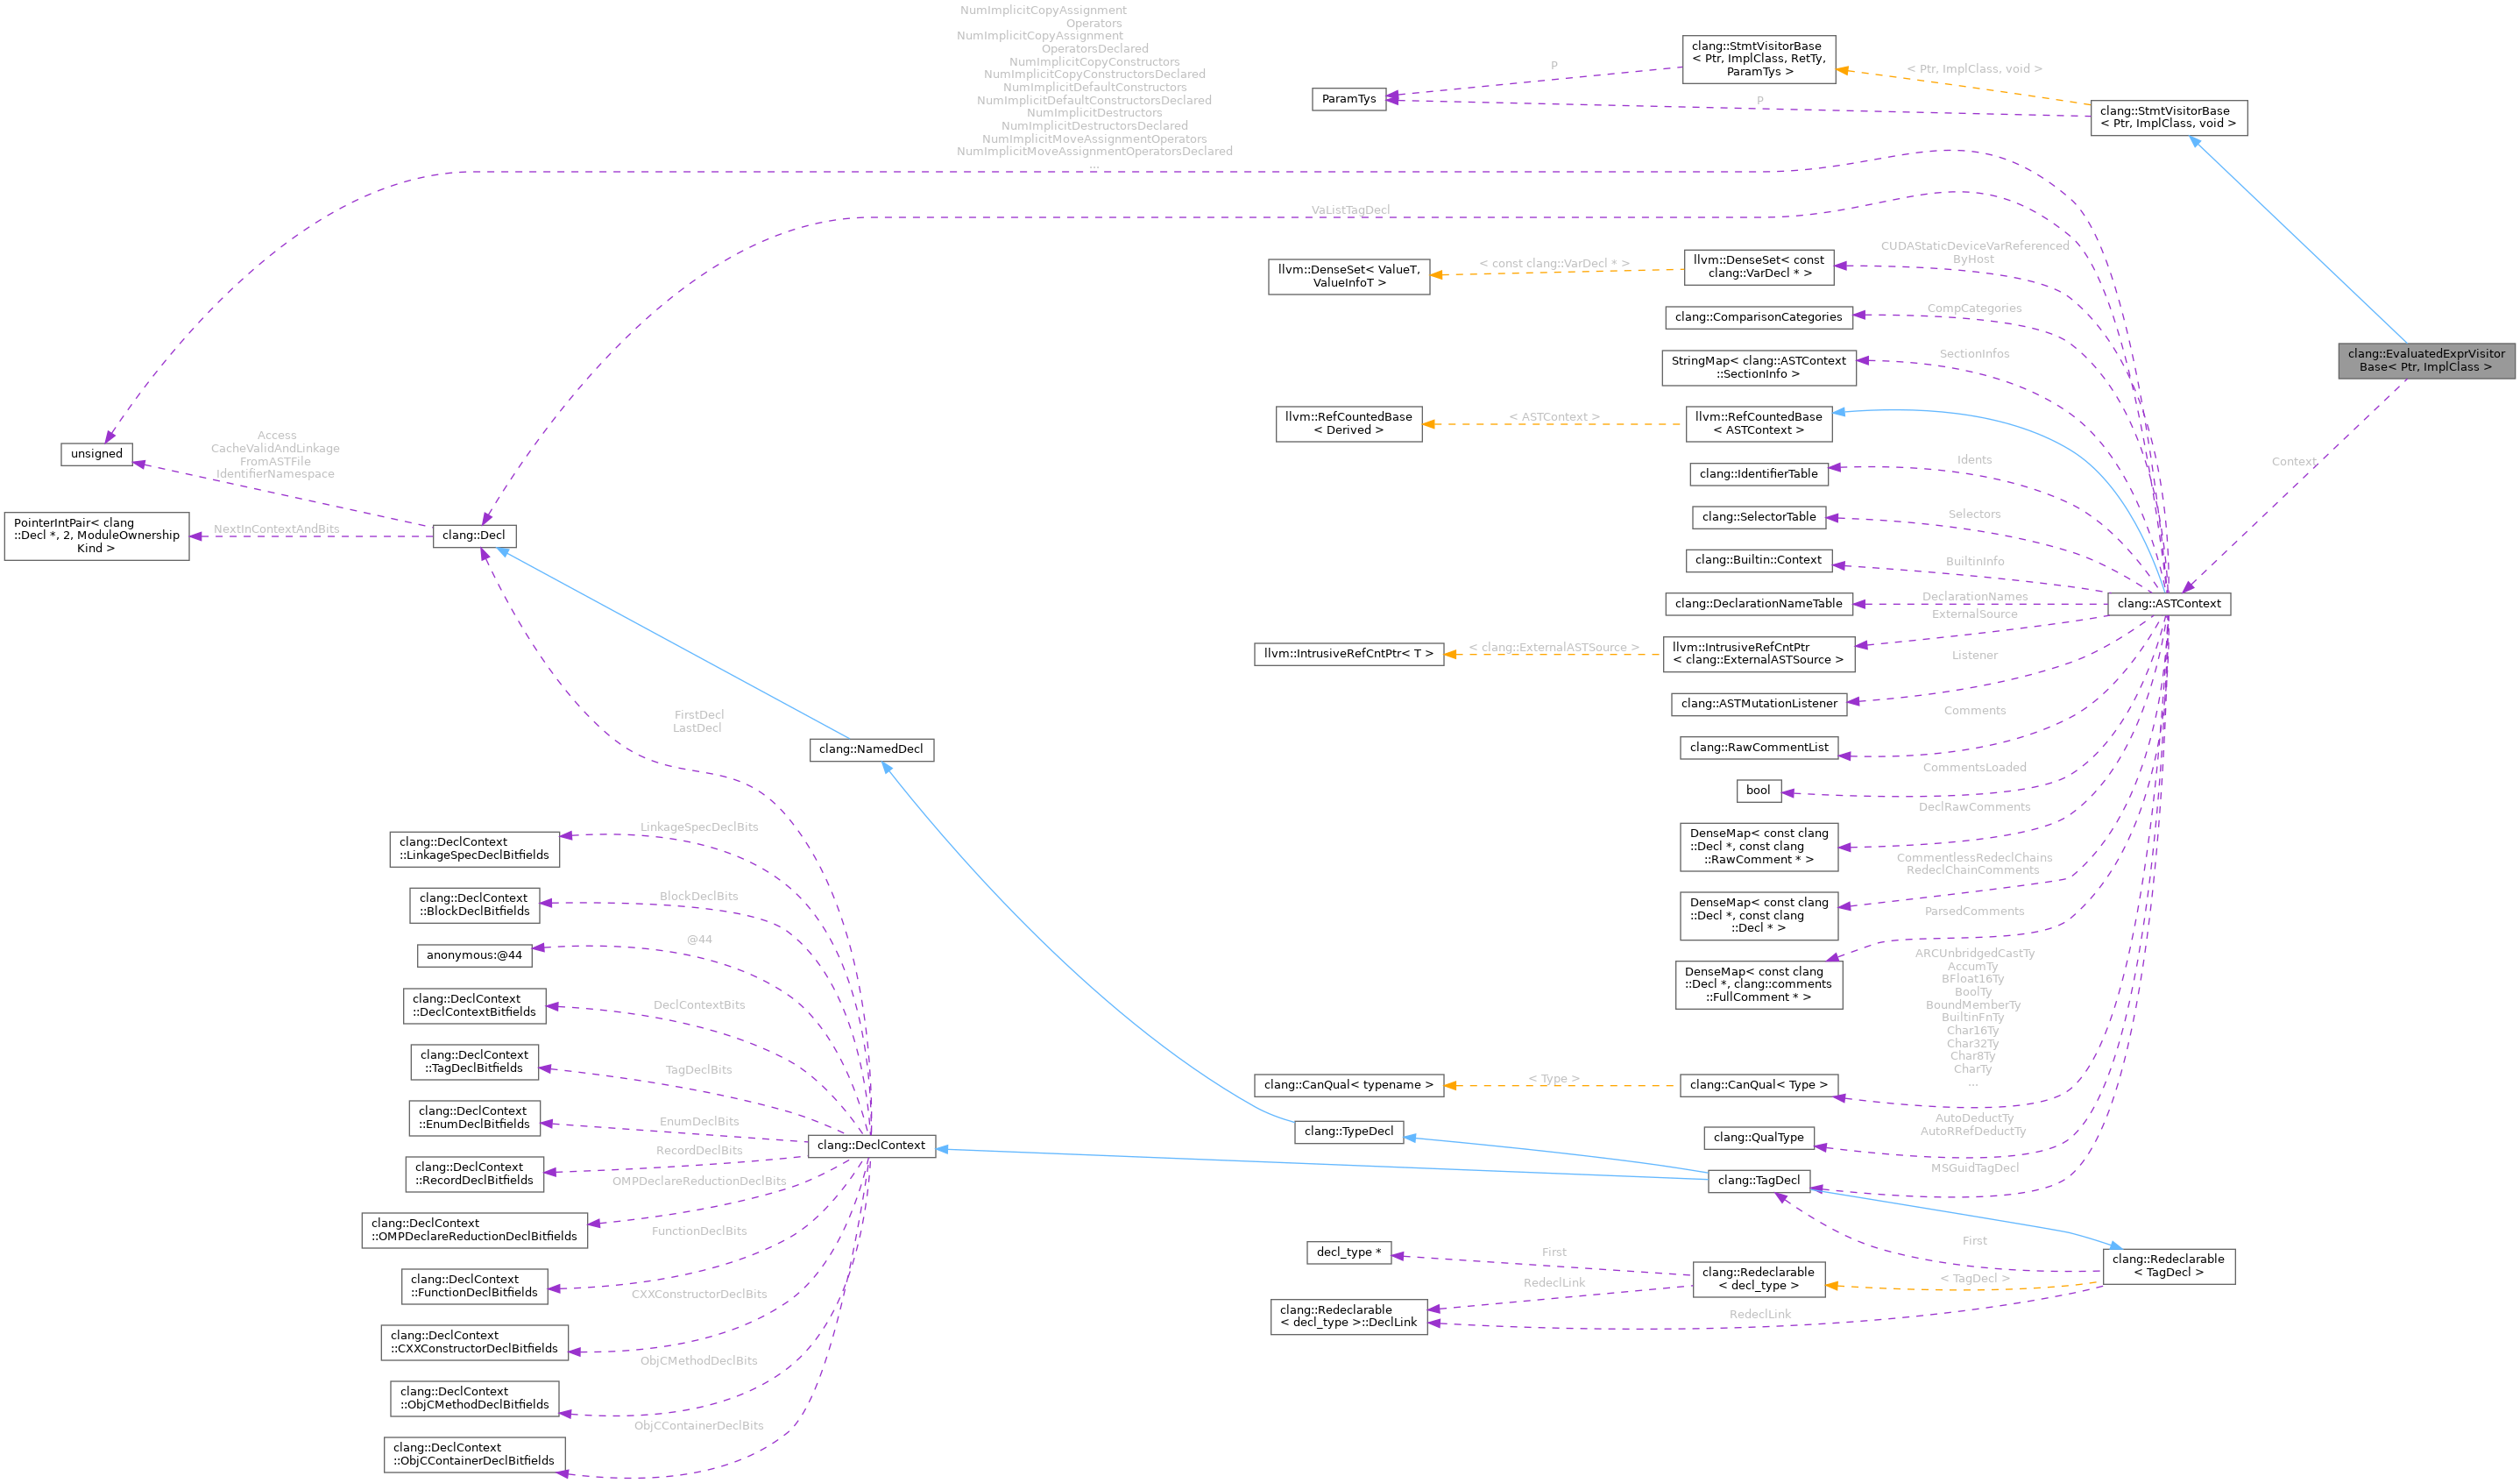 NumImplicitCopyAssignment
Operators
NumImplicitCopyAssignment
OperatorsDeclared
NumImplicitCopyConstructors
NumImplicitCopyConstructorsDeclared
NumImplicitDefaultConstructors
NumImplicitDefaultConstructorsDeclared
NumImplicitDestructors
NumImplicitDestructorsDeclared
NumImplicitMoveAssignmentOperators
NumImplicitMoveAssignmentOperatorsDeclared
...
clang::StmtVisitorBase
< Ptr, ImplClass, RetTy,
ParamTys >
P
< Ptr, ImplClass, void >
ParamTys
P
clang::StmtVisitorBase
< Ptr, ImplClass, void >
VaListTagDecl
CUDAStaticDeviceVarReferenced
ByHost
llvm::DenseSet< ValueT,
ValueInfoT >
< const clang::VarDecl * >
llvm::DenseSet< const
clang::VarDecl * >
clang::ComparisonCategories
CompCategories
StringMap< clang::ASTContext
::SectionInfo >
SectionInfos
clang::EvaluatedExprVisitor
Base< Ptr, ImplClass >
llvm::RefCountedBase
< Derived >
< ASTContext >
llvm::RefCountedBase
< ASTContext >
unsigned
Access
CacheValidAndLinkage
FromASTFile
IdentifierNamespace
clang::IdentifierTable
Idents
Context
clang::SelectorTable
Selectors
PointerIntPair< clang
::Decl *, 2, ModuleOwnership
Kind >
NextInContextAndBits
clang::Decl
clang::Builtin::Context
BuiltinInfo
clang::DeclarationNameTable
DeclarationNames
clang::ASTContext
ExternalSource
llvm::IntrusiveRefCntPtr< T >
< clang::ExternalASTSource >
llvm::IntrusiveRefCntPtr
< clang::ExternalASTSource >
Listener
clang::ASTMutationListener
FirstDecl
LastDecl
Comments
clang::NamedDecl
clang::RawCommentList
CommentsLoaded
bool
DeclRawComments
LinkageSpecDeclBits
clang::DeclContext
::LinkageSpecDeclBitfields
DenseMap< const clang
::Decl *, const clang
::RawComment * >
CommentlessRedeclChains
RedeclChainComments
BlockDeclBits
clang::DeclContext
::BlockDeclBitfields
DenseMap< const clang
::Decl *, const clang
::Decl * >
ParsedComments
@44
anonymous:@44
ARCUnbridgedCastTy
AccumTy
BFloat16Ty
BoolTy
BoundMemberTy
BuiltinFnTy
Char16Ty
Char32Ty
Char8Ty
CharTy
...
DenseMap< const clang
::Decl *, clang::comments
::FullComment * >
DeclContextBits
clang::DeclContext
::DeclContextBitfields
TagDeclBits
clang::DeclContext
::TagDeclBitfields
clang::CanQual< typename >
< Type >
clang::CanQual< Type >
EnumDeclBits
clang::DeclContext
::EnumDeclBitfields
AutoDeductTy
AutoRRefDeductTy
clang::TypeDecl
clang::QualType
clang::DeclContext
RecordDeclBits
clang::DeclContext
::RecordDeclBitfields
MSGuidTagDecl
clang::TagDecl
OMPDeclareReductionDeclBits
clang::DeclContext
::OMPDeclareReductionDeclBitfields
FunctionDeclBits
First
decl_type *
First
clang::Redeclarable
< TagDecl >
clang::DeclContext
::FunctionDeclBitfields
RedeclLink
clang::Redeclarable
< decl_type >
< TagDecl >
CXXConstructorDeclBits
clang::Redeclarable
< decl_type >::DeclLink
RedeclLink
clang::DeclContext
::CXXConstructorDeclBitfields
ObjCMethodDeclBits
clang::DeclContext
::ObjCMethodDeclBitfields
ObjCContainerDeclBits
clang::DeclContext
::ObjCContainerDeclBitfields